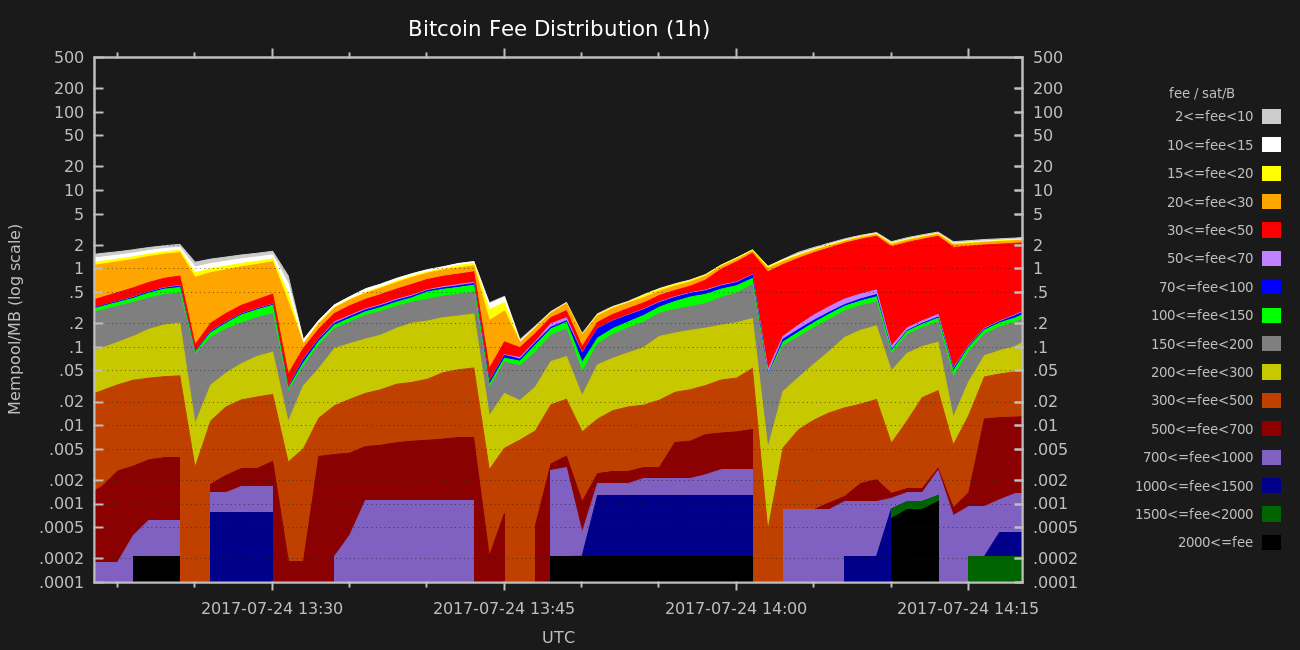 Bitcoin Fee Distribution (1h)
500
200
100
50
20
10
5
2
1
.5
.2
.1
.05
.02
.01
.005
.002
.001
.0005
.0002
.0001
Mempool/MB (log scale)
500
200
100
50
20
10
5
2
1
.5
.2
.1
.05
.02
.01
.005
.002
.001
.0005
.0002
.0001
2017-07-24 13:30 2017-07-24 13:45 2017-07-24 14:00 2017-07-24 14:15
UTC
fee / sat/B
2<=fee<10
10<=fee<15
15<=fee<20
20<=fee<30
30<=fee<50
50<=fee<70
70<=fee<100
100<=fee<150
150<=fee<200
200<=fee<300
300<=fee<500
500<=fee<700
700<=fee<1000
1000<=fee<1500
1500<=fee<2000
2000<=fee